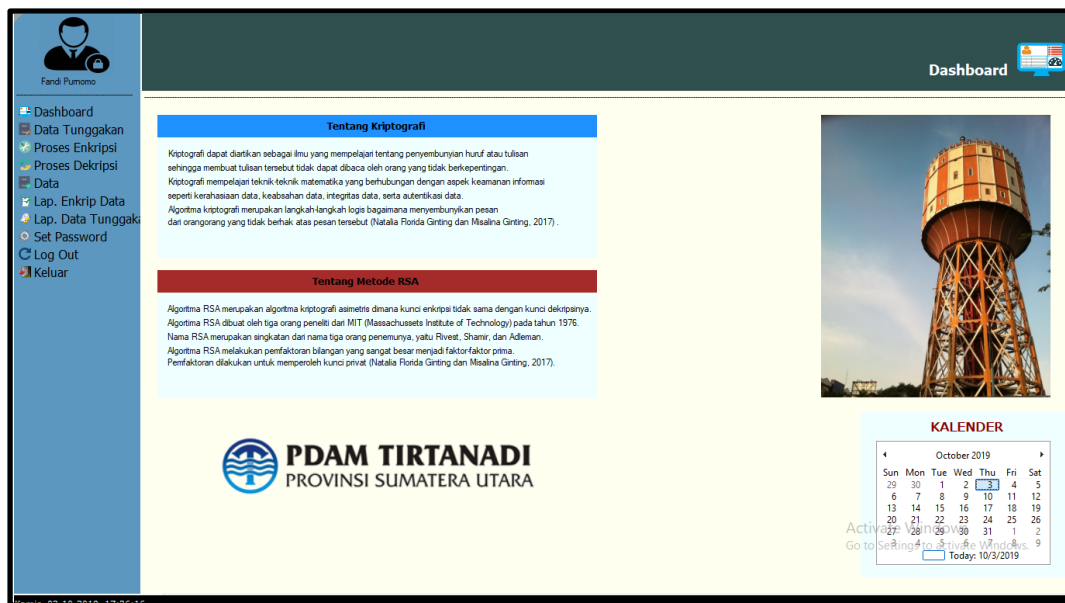 Fandi Purnomo
Dashboard
Data Tunggakan
Proses Enkripsi
Proses Dekripsi
Data
Lap. Enkrip Data
Lap. Data Tunggaka
Set Password
Log Out
Keluar
Dashboard
Tentang Kriptografi
Kriptografi dapat diartikan sebagai ilmu yang mempelajari tentang penyembunyian huruf atau tulisan
sehingga membuat tulisan tersebut tidak dapat dibaca oleh orang yang tidak berkepentingan.
Kriptografi mempelajari teknik-teknik matematika yang berhubungan dengan aspek keamanan informasi
seperti kerahasiaan data, keabsahan data, integritas data, serta autentikasi data.
Algoritma kriptografi merupakan langkah-langkah logis bagaimana menyembunyikan pesan
dari orangorang yang tidak berhak atas pesan tersebut (Natalia Florida Ginting dan Misalina Ginting, 2017) .
Tentang Metode RSA
Algoritma RSA merupakan algoritma kriptografi asimetris dimana kunci enkripsi tidak sama dengan kunci dekripsinya.
Algortima RSA dibuat oleh tiga orang peneliti dari MIT (Massachussets Institute of Technology) pada tahun 1976.
Nama RSA merupakan singkatan dari nama tiga orang penemunya, yaitu Rivest, Shamir, dan Adleman.
Algoritma RSA melakukan pemfaktoran bilangan yang sangat besar menjadi faktor-faktor prima.
Pemfaktoran dilakukan untuk memperoleh kunci privat (Natalia Florida Ginting dan Misalina Ginting, 2017).
PDAM TIRTANADI
PROVINSI SUMATERA UTARA
KALENDER
October 2019
Sun Mon Tue Wed Thu Fri Sat
29 30 1 2 3 4 5
6 7 8 9 10 11 12
13 14 15 16 17 18 19
20 21 22 23 24 25 26
27 28 29 30 31 1 2
3 4 5 6 7 8 9
Today: 10/3/2019
Activate Windows
Go to Settings to activate Windows.